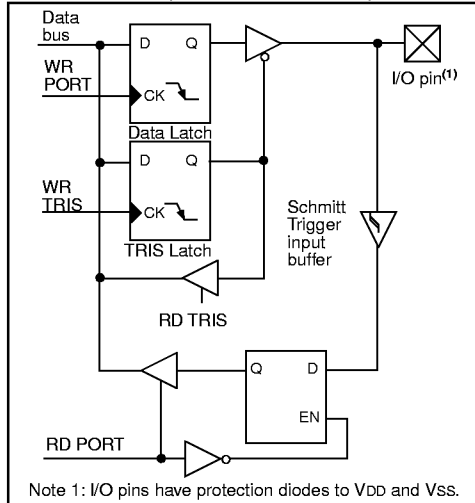 Data
bus
D
Q
WR
PORT
CK
I/O pin(1)
Data Latch
D
Q
WR
TRIS
CK
TRIS Latch
Schmitt
Trigger
input
buffer
RD TRIS
Q
D
EN
RD PORT
Note 1: I/O pins have protection diodes to VDD and VSS.